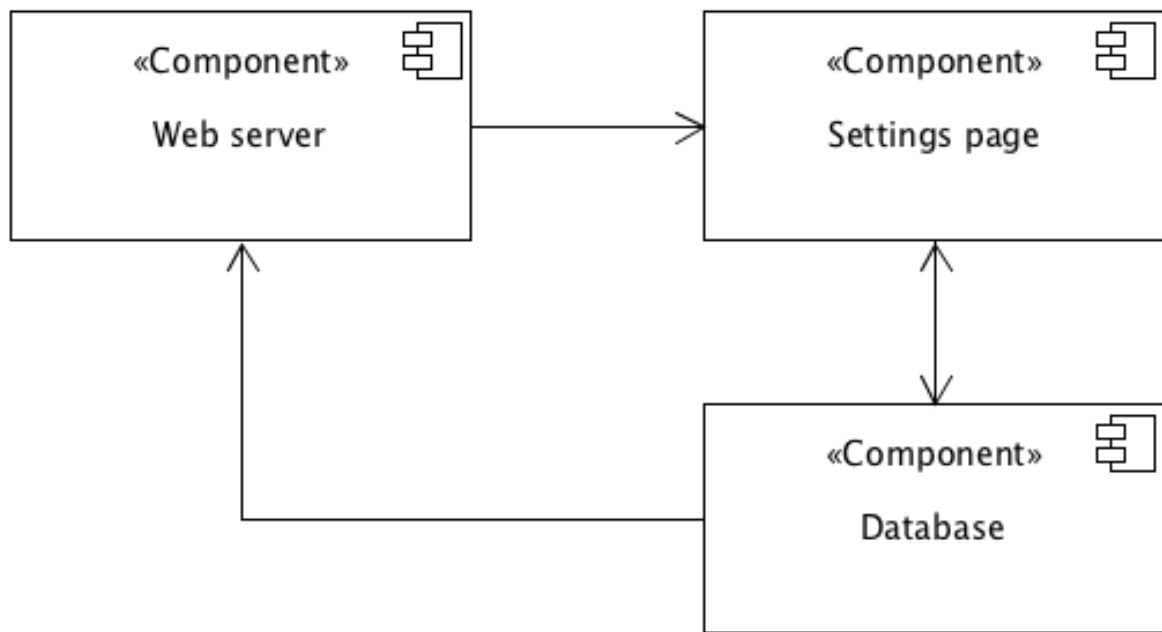 «Component»
Web server
«Component»
Settings page
«Component»
Database